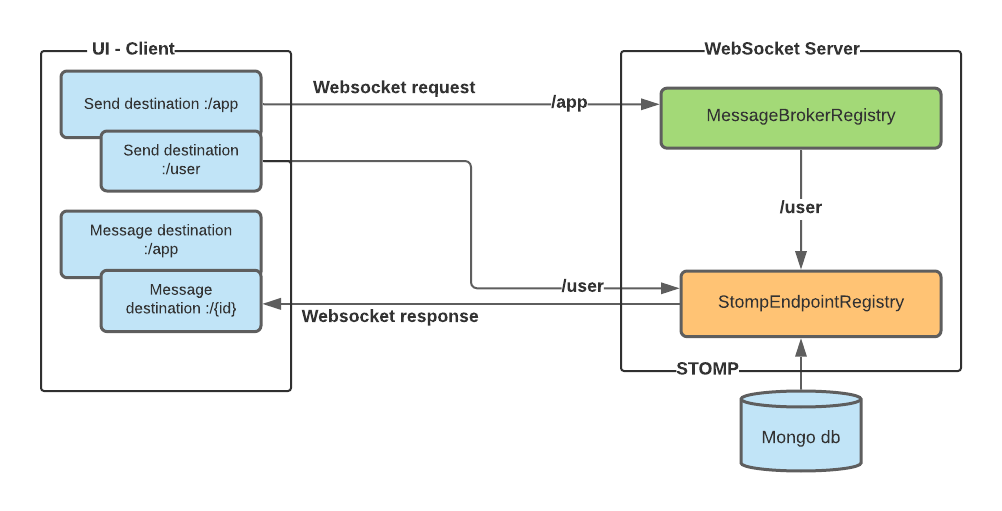 UI - Client
WebSocket Server
Send destination :/app
Websocket request
/app
MessageBrokerRegistry
Send destination
:/user
/user
Message destination
:/app
Message
destination :/{id}
/user
StompEndpointRegistry
Websocket response
STOMP
Mongo db